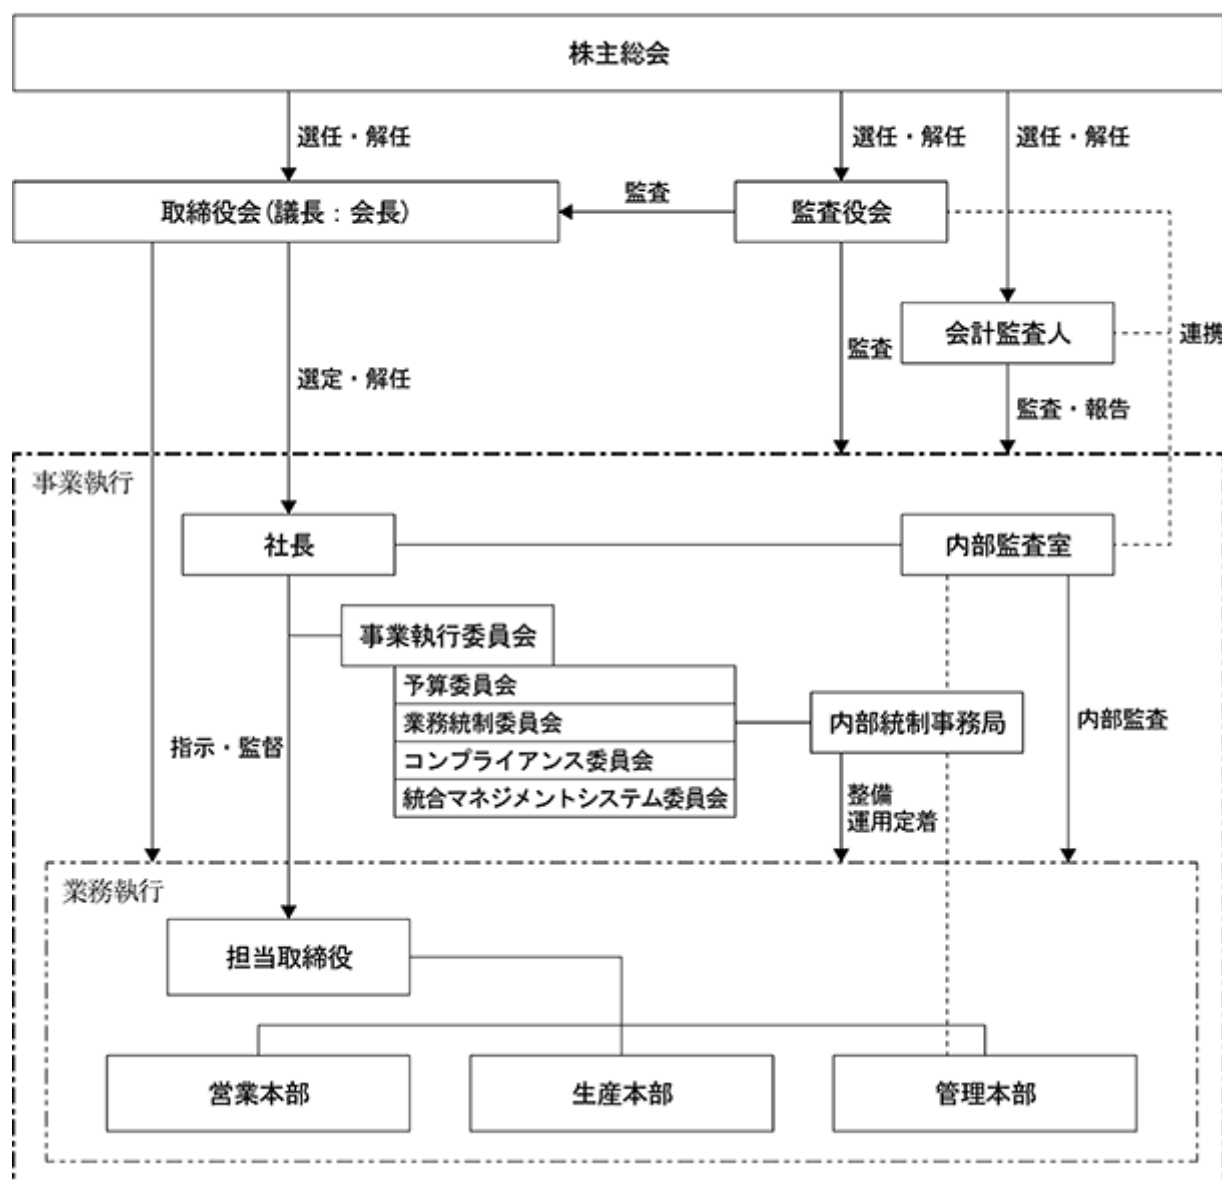 株主総会
選任・解任
選任・解任
選任・解任
取締役会(議長：会長)
監査
監査役会
会計監査人
連携
監査
選定・解任
監査・報告
事業執行
社長
内部監査室
事業執行委員会
予算委員会
業務統制委員会
コンプライアンス委員会
統合マネジメントシステム委員会
内部統制事務局
内部監査
指示・監督
整備
運用定着
業務執行
担当取締役
営業本部
生産本部
管理本部